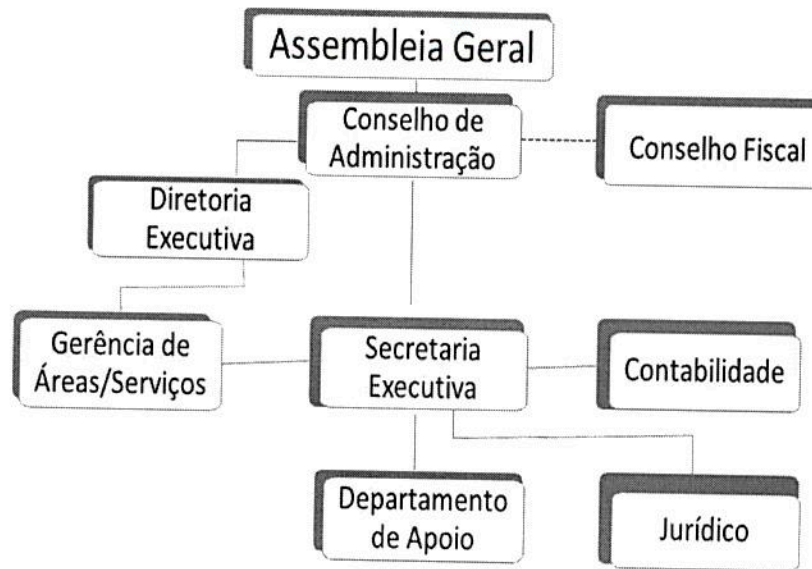 Assembleia Geral
Conselho de
Administração
Conselho Fiscal
Diretoria
Executiva
Gerência de
Áreas/Serviços
Secretaria
Executiva
Contabilidade
Departamento
de Apoio
Jurídico